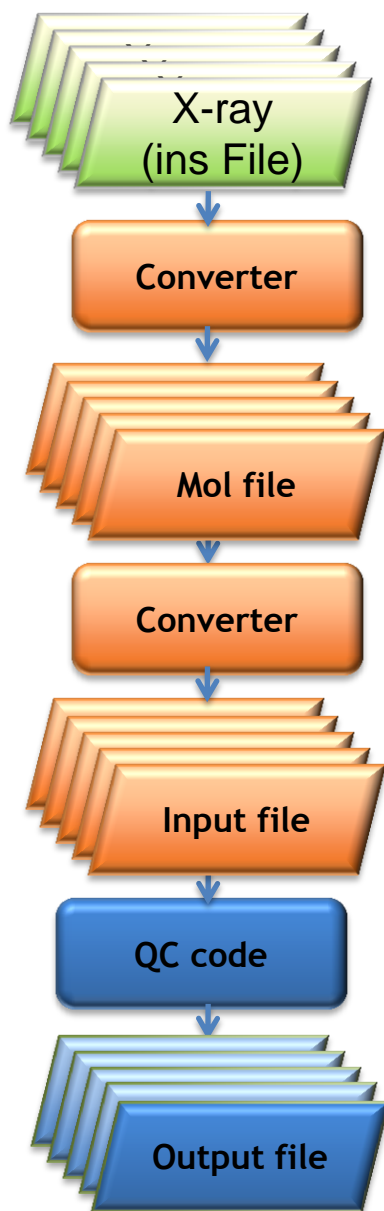 X-ray
(ins File)
Converter
Mol file
Converter
Input file
QC code
Output file